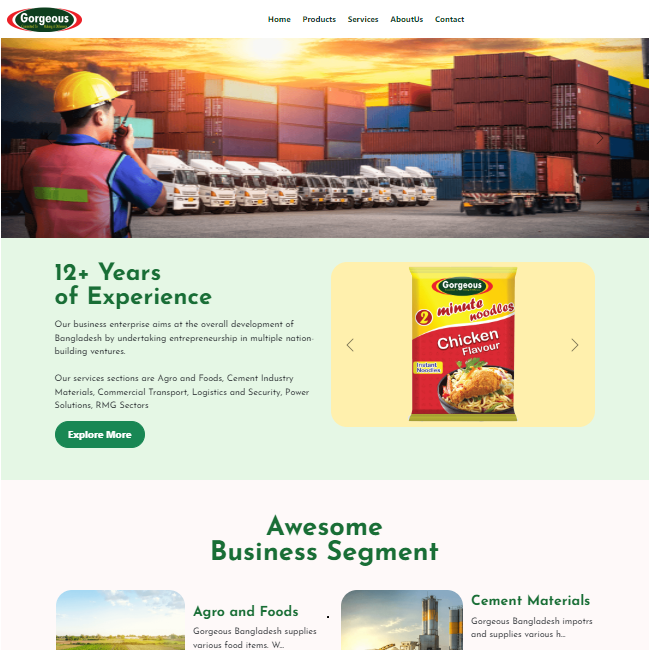 Gorgeous
Home Products Services AboutUs Contact
12+ Years
of Experience
Our business enterprise aims at the overall development of
Bangladesh by undertaking entrepreneurship in multiple nation-
building ventures.
Our services sections are Agro and Foods, Cement Industry
Materials, Commercial Transport, Logistics and Security, Power
Solutions, RMG Sectors
Explore More
Gorgeous
2 minute
noodles
Chicken
Flavour
Instant
Noodles
Awesome
Business Segment
Agro and Foods
Gorgeous Bangladesh supplies
various food items. W...
Cement Materials
Gorgeous Bangladesh impotrs
and supplies various h...